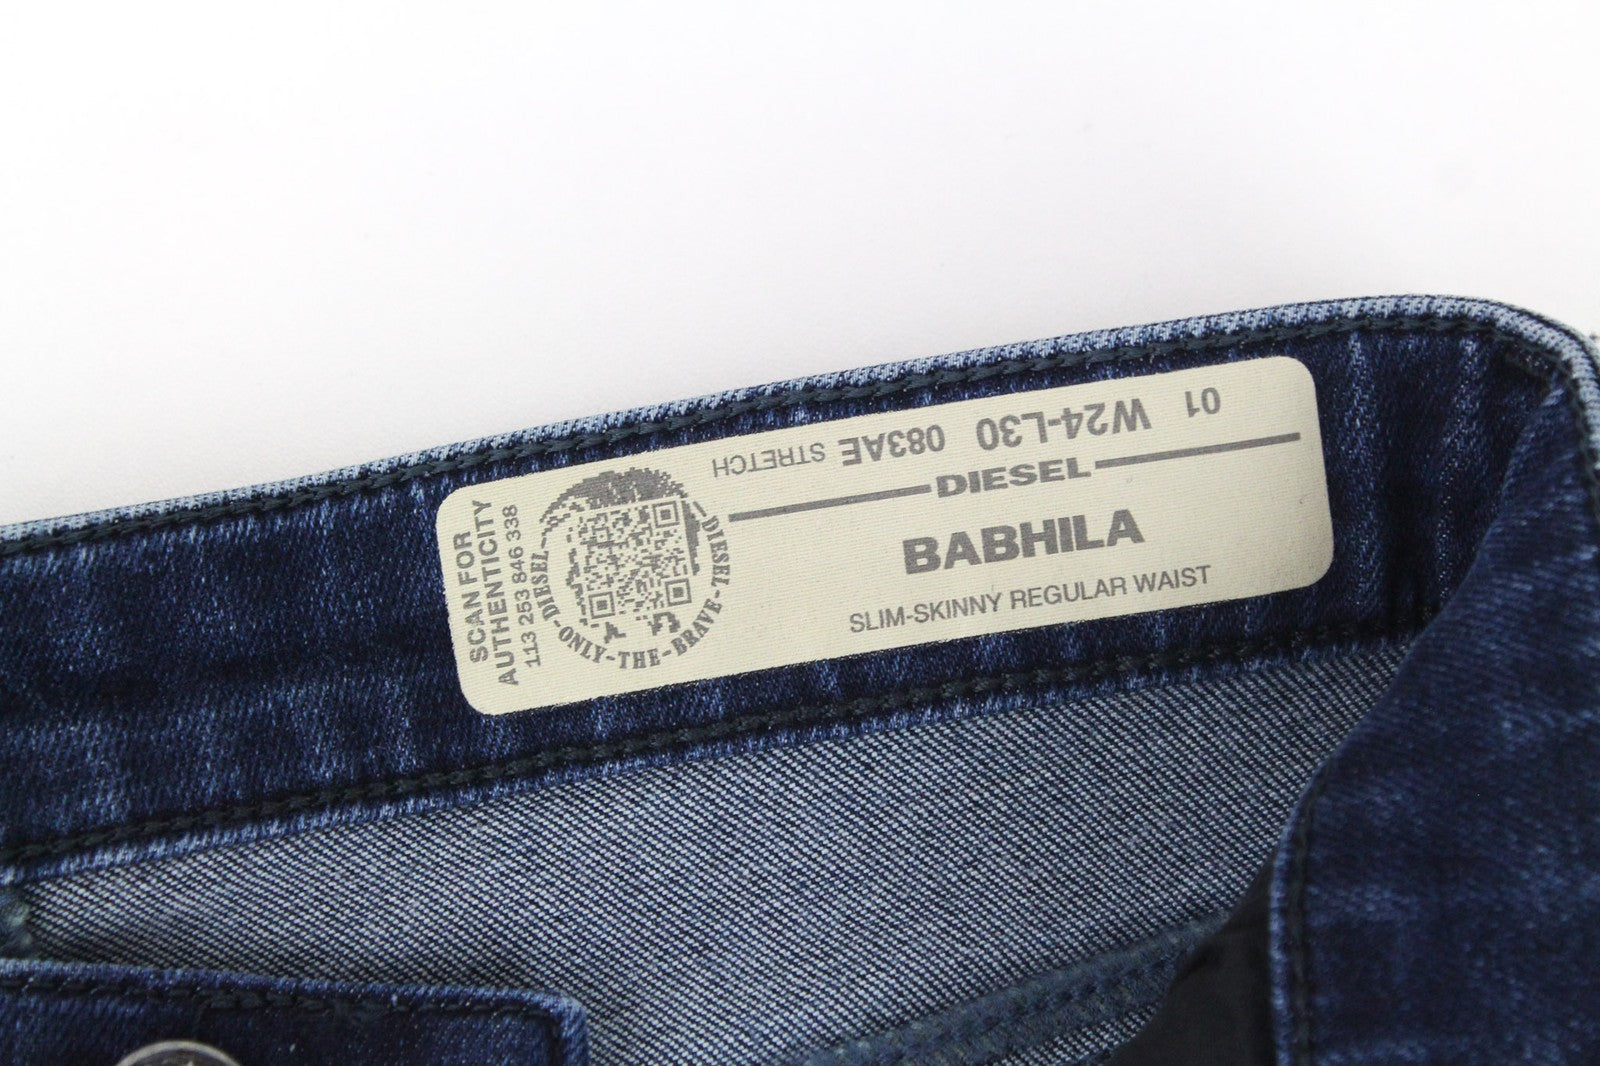 SCAN FOR
AUTHENTICITY
113 253 846 338
DIESEL-ONLY-THE-BRAVE-DIESEL
01 W24-L30 083AE STRETCH
DIESEL
BABHILA
SLIM-SKINNY REGULAR WAIST